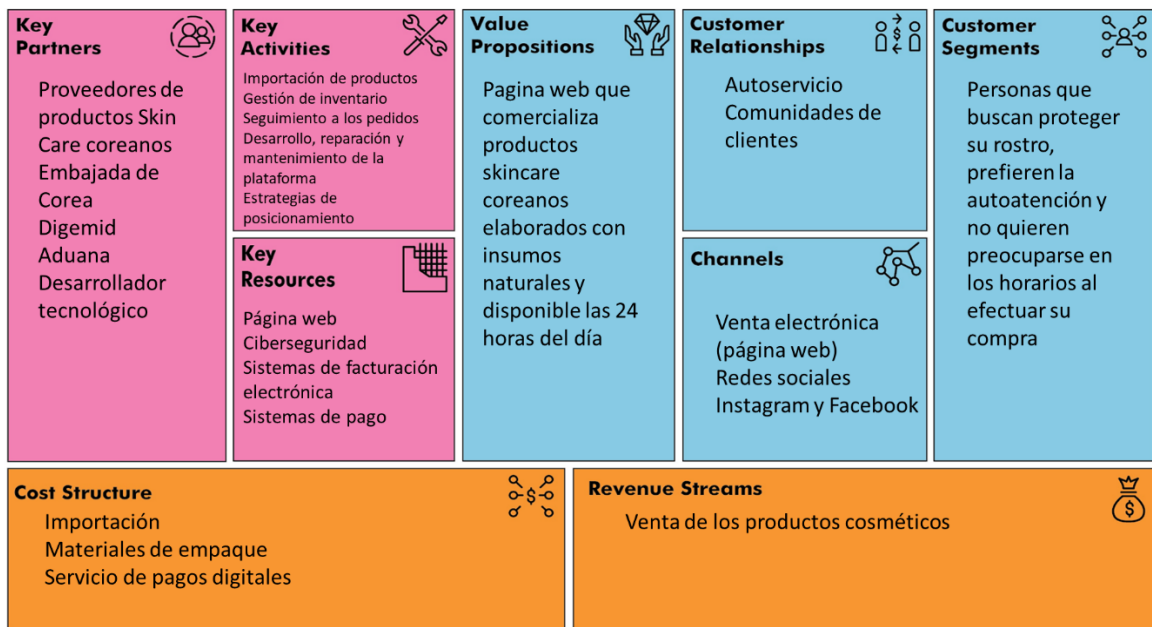 Key
Partners
Proveedores de
productos Skin
Care coreanos
Embajada de
Corea
Digemid
Aduana
Desarrollador
tecnológico
Key
Activities
Importación de productos
Gestión de inventario
Seguimiento a los pedidos
Desarrollo, reparación y
mantenimiento de la
plataforma
Estrategias de
posicionamiento
Key
Resources
Página web
Ciberseguridad
Sistemas de facturación
electrónica
Sistemas de pago
Value
Propositions
Pagina web que
comercializa
productos
skincare
coreanos
elaborados con
insumos
naturales y
disponible las 24
horas del día
Customer
Relationships
Autoservicio
Comunidades de
clientes
Channels
Venta electrónica
(página web)
Redes sociales
Instagram y Facebook
Customer
Segments
Personas que
buscan proteger
su rostro,
prefieren la
autoatención y
no quieren
preocuparse en
los horarios al
efectuar su
compra
Cost Structure
Importación
Materiales de empaque
Servicio de pagos digitales
Revenue Streams
Venta de los productos cosméticos